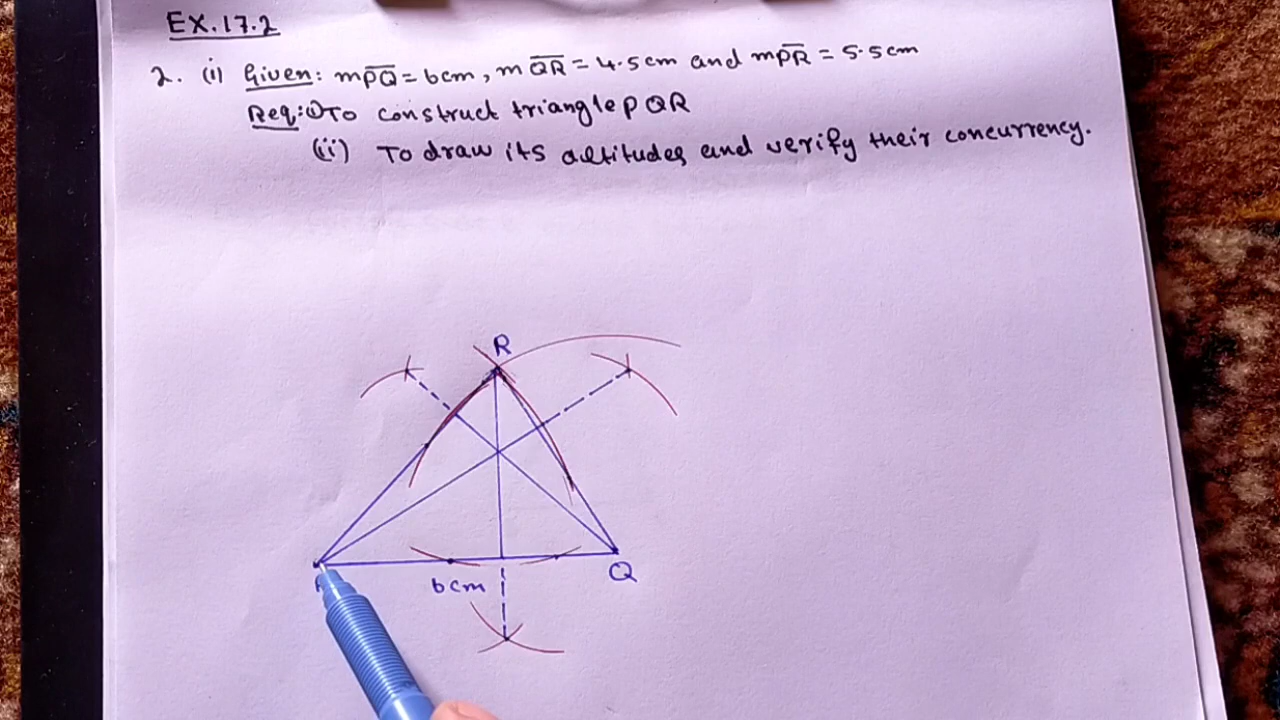 EX.17.2
2. (i) Given: mPQ = 6cm, mQR = 4.5cm and mPR = 5.5cm
Req: (i) To construct triangle PQR
(ii) To draw its altitudes and verify their concurrency.
R
6cm
Q